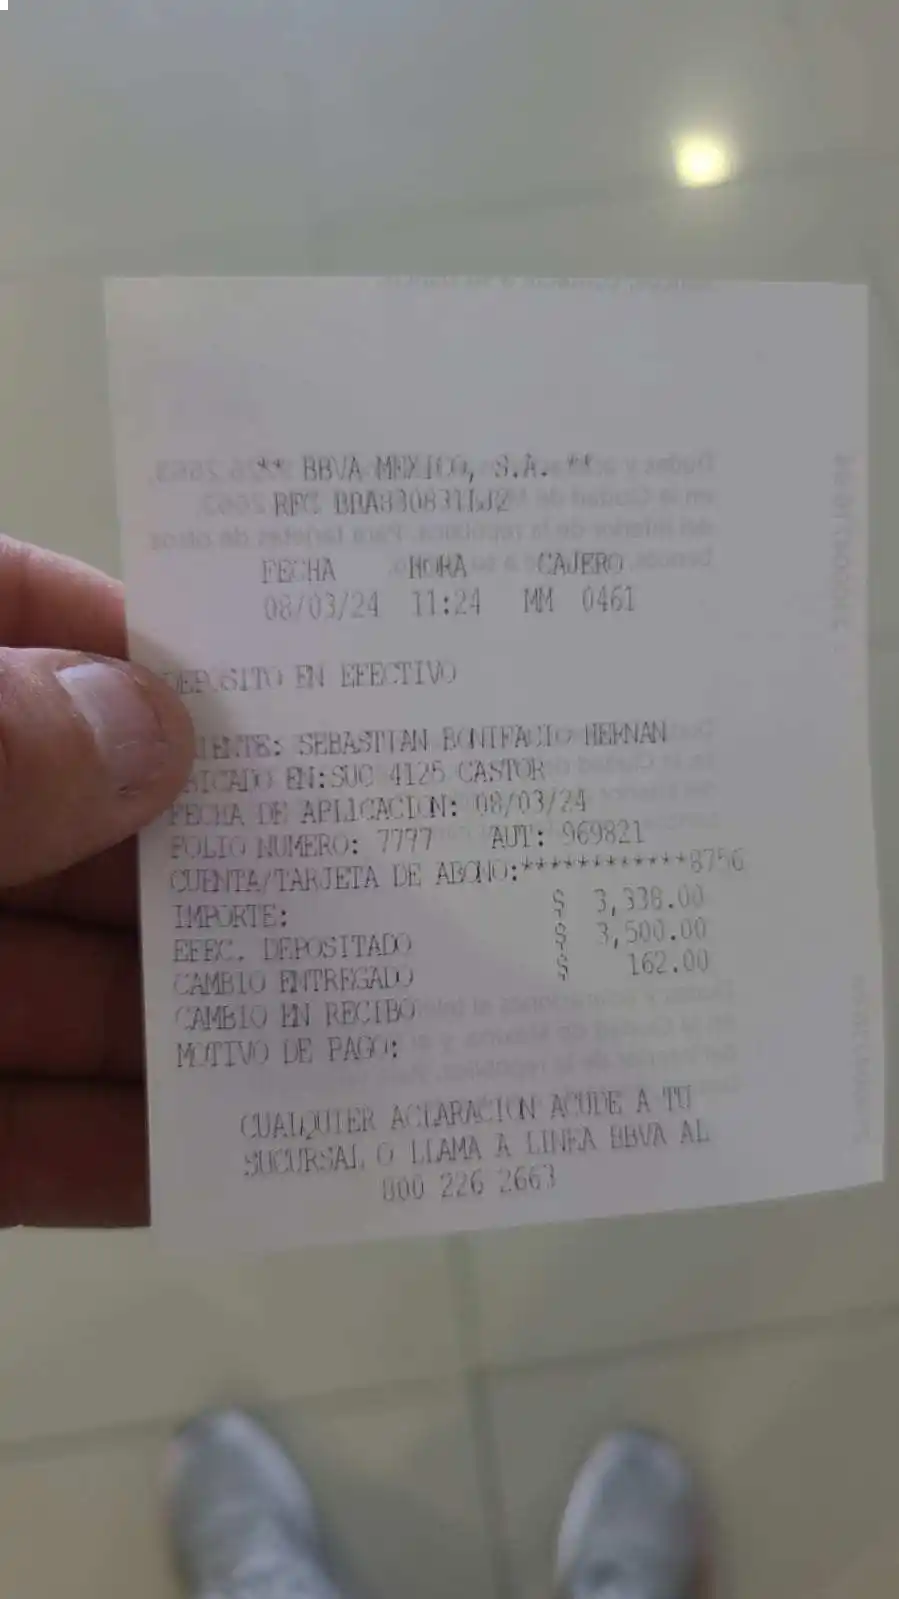 ** BBVA MEXICO, S.A. **
RFC BBA830831LJ2
FECHA HORA CAJERO
08/03/24 11:24 MM 0461
DEPOSITO EN EFECTIVO
IENTE: SEBASTIAN BONIFACIO HERNAN
BICADO EN:SUC 4125 CASTOR
FECHA DE APLICACION: 08/03/24
FOLIO NUMERO: 7777 AUT: 969821
CUENTA/TARJETA DE ABONO:************8756
IMPORTE: $ 3,338.00
EFEC. DEPOSITADO $ 3,500.00
CAMBIO ENTREGADO $ 162.00
CAMBIO EN RECIBO
MOTIVO DE PAGO:
CUALQUIER ACLARACION ACUDE A TU
SUCURSAL O LLAMA A LINEA BBVA AL
800 226 2663